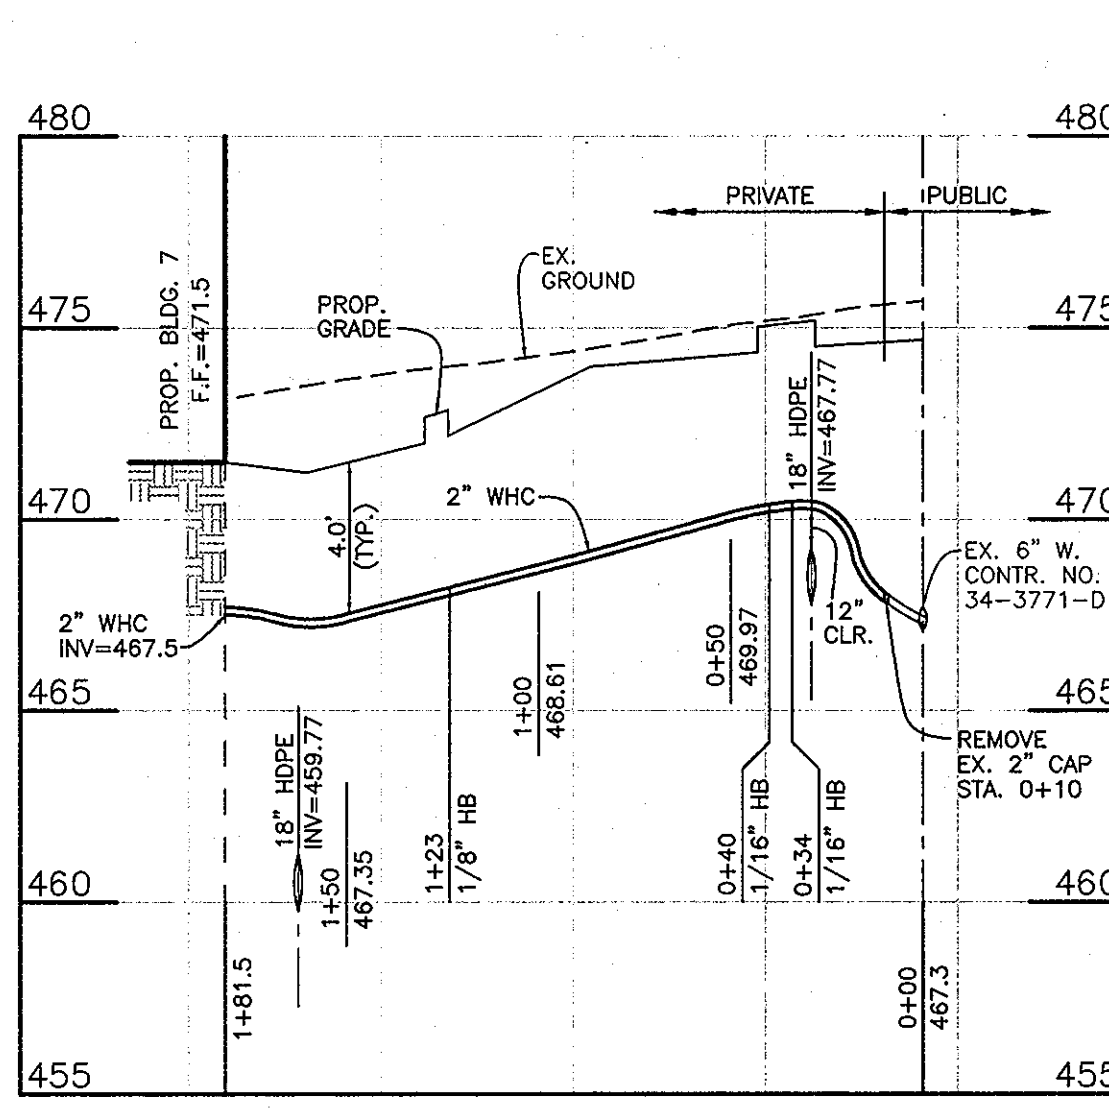 480
480
PRIVATE
PUBLIC
EX.
GROUND
PROP. BLDG. 7
F.F.=471.5
PROP.
GRADE
475
475
18" HDPE
INV=467.77
470
470
2" WHC
4.0'
(TYP.)
EX. 6" W.
CONTR. NO.
34-3771-D
12"
CLR.
2" WHC
INV=467.5
0+50
469.97
1+00
468.61
465
465
REMOVE
EX. 2" CAP
STA. 0+10
18" HDPE
INV=459.77
1+50
467.35
1+23
1/8" HB
0+40
1/16" HB
0+34
1/16" HB
460
460
1+81.5
0+00
467.3
455
455